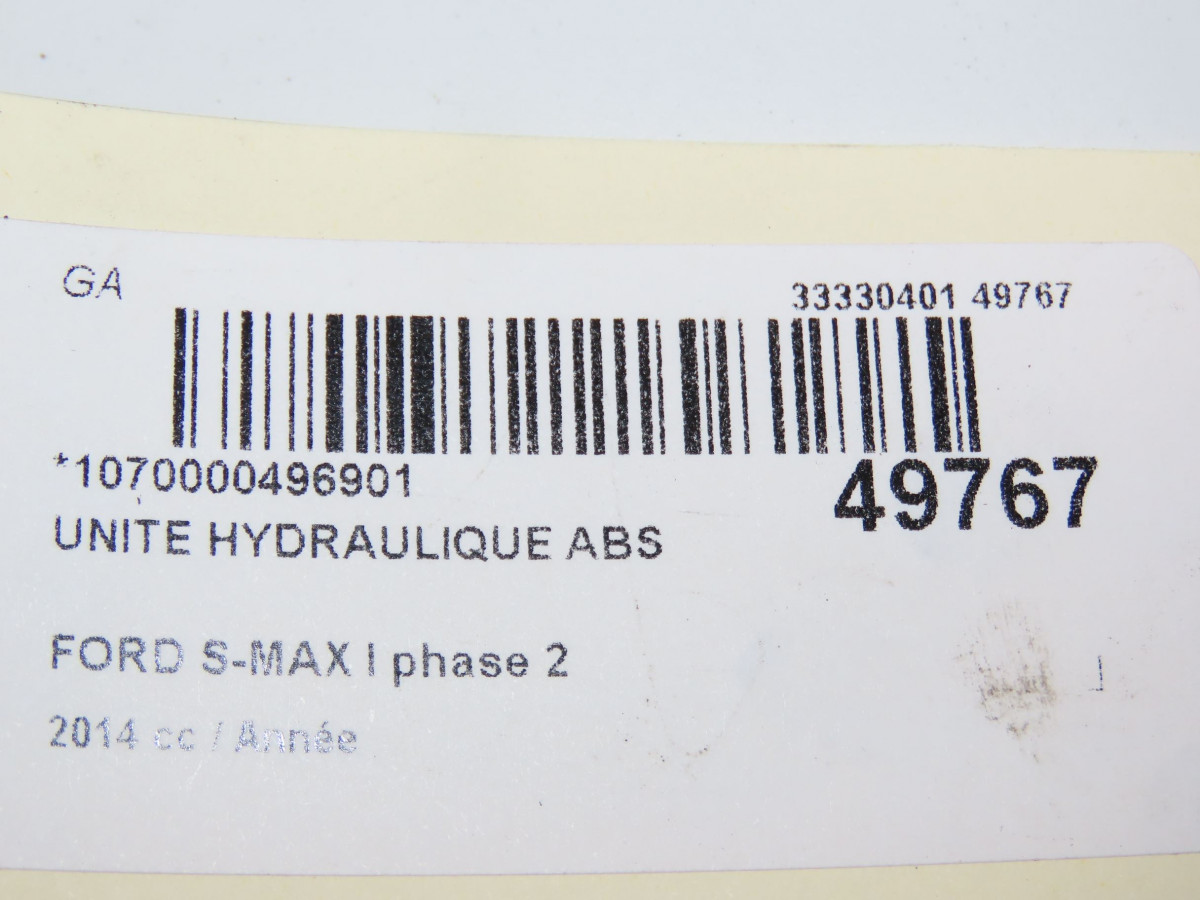 GA
33330401 49767
*1070000496901
49767
UNITE HYDRAULIQUE ABS
FORD S-MAX I phase 2
2014 cc / Année